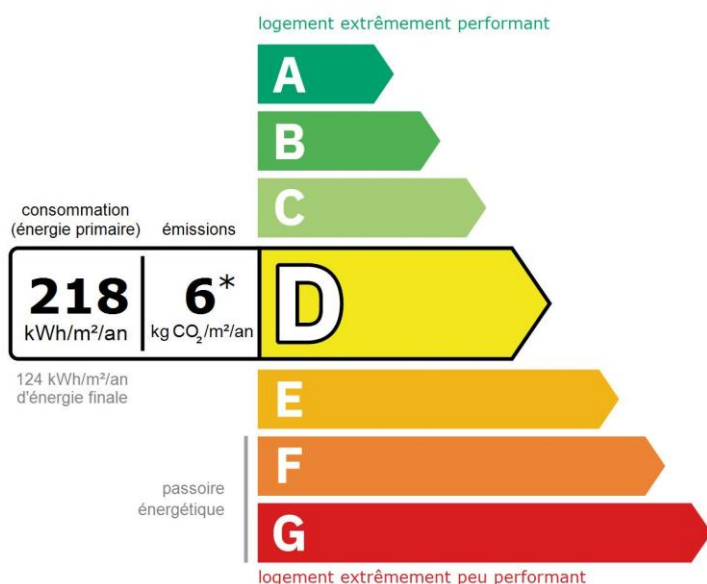 logement extrêmement performant
A
B
C
consommation
(énergie primaire)
émissions
218
kWh/m²/an
6*
kg CO₂/m²/an
D
124 kWh/m²/an
d'énergie finale
E
F
passoire
énergétique
G
logement extrêmement peu performant